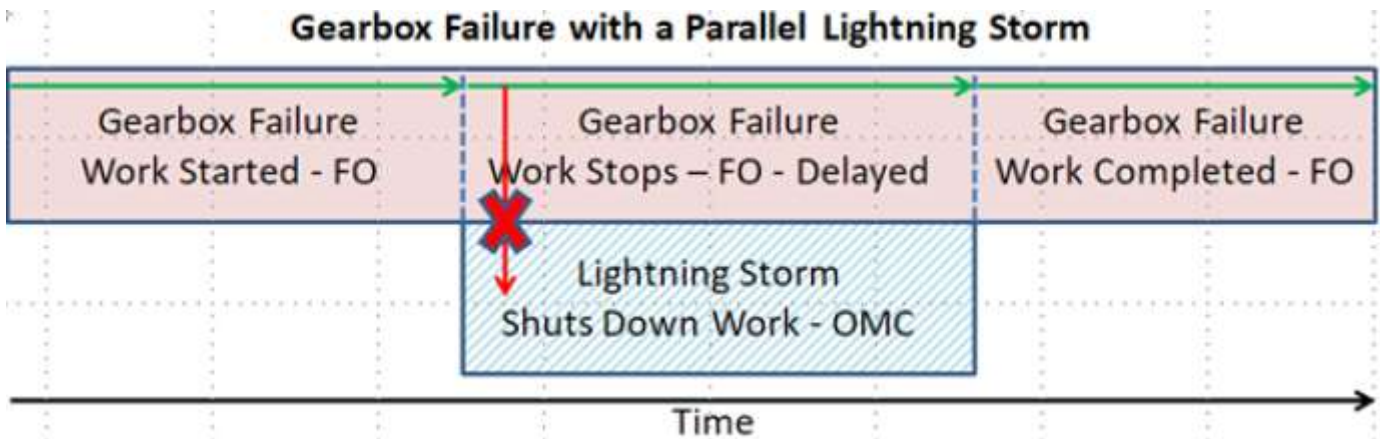 Gearbox Failure with a Parallel Lightning Storm
Gearbox Failure
Work Started - FO
Gearbox Failure
Work Stops – FO - Delayed
Gearbox Failure
Work Completed - FO
Lightning Storm
Shuts Down Work - OMC
Time